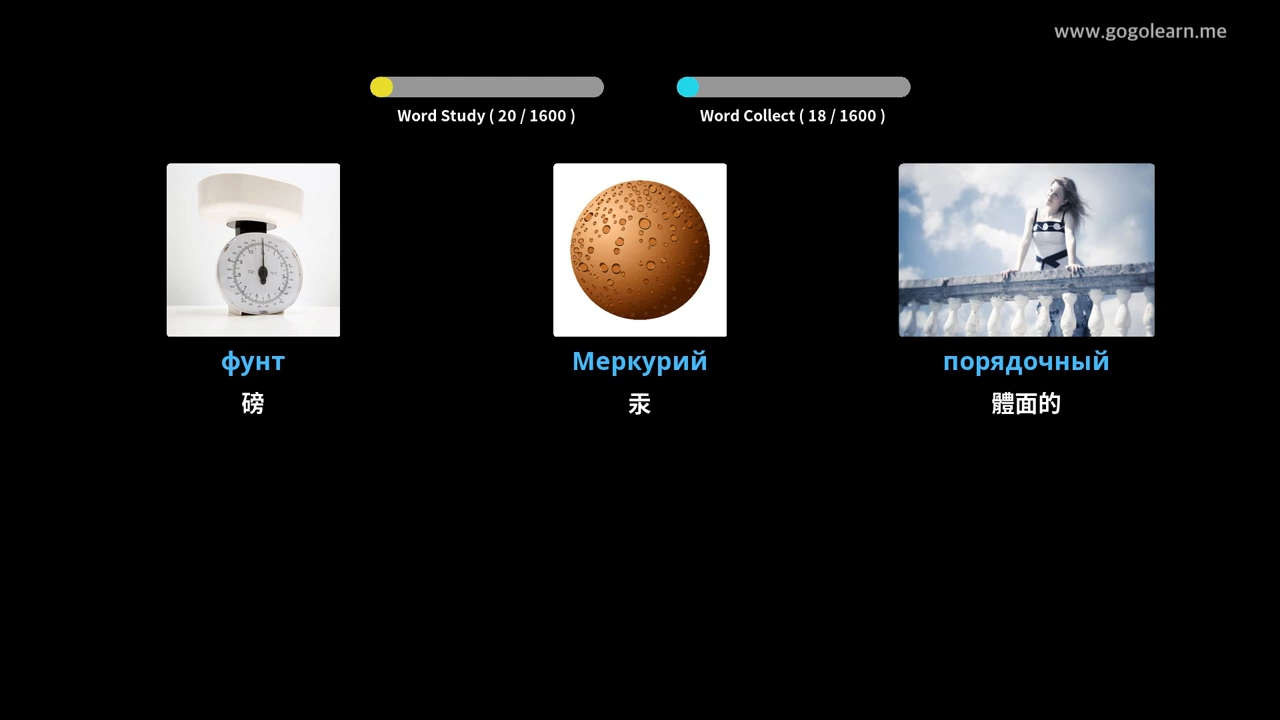 www.gogolearn.me
Word Study ( 20 / 1600 )
Word Collect ( 18 / 1600 )
фунт
Меркурий
порядочный
磅
汞
體面的